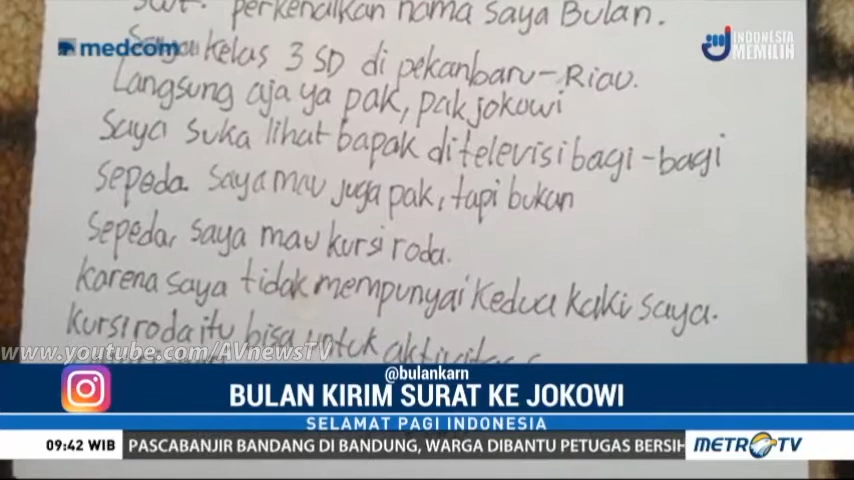 perkenalkan nama saya Bulan.
kelas 3 SD di pekanbaru-Riau.
Langsung aja ya pak, pak jokowi
Saya suka lihat bapak di televisi bagi-bagi
sepeda. saya mau juga pak, tapi bukan
sepeda, saya mau kursi roda.
karena saya tidak mempunyai kedua kaki saya.
kursi roda itu bisa untuk aktivitas
medcom
INDONESIA
MEMILIH
www.youtube.com/AVnewsTV
@bulankarn
BULAN KIRIM SURAT KE JOKOWI
SELAMAT PAGI INDONESIA
09:42 WIB
PASCABANJIR BANDANG DI BANDUNG, WARGA DIBANTU PETUGAS BERSIH
METRO TV